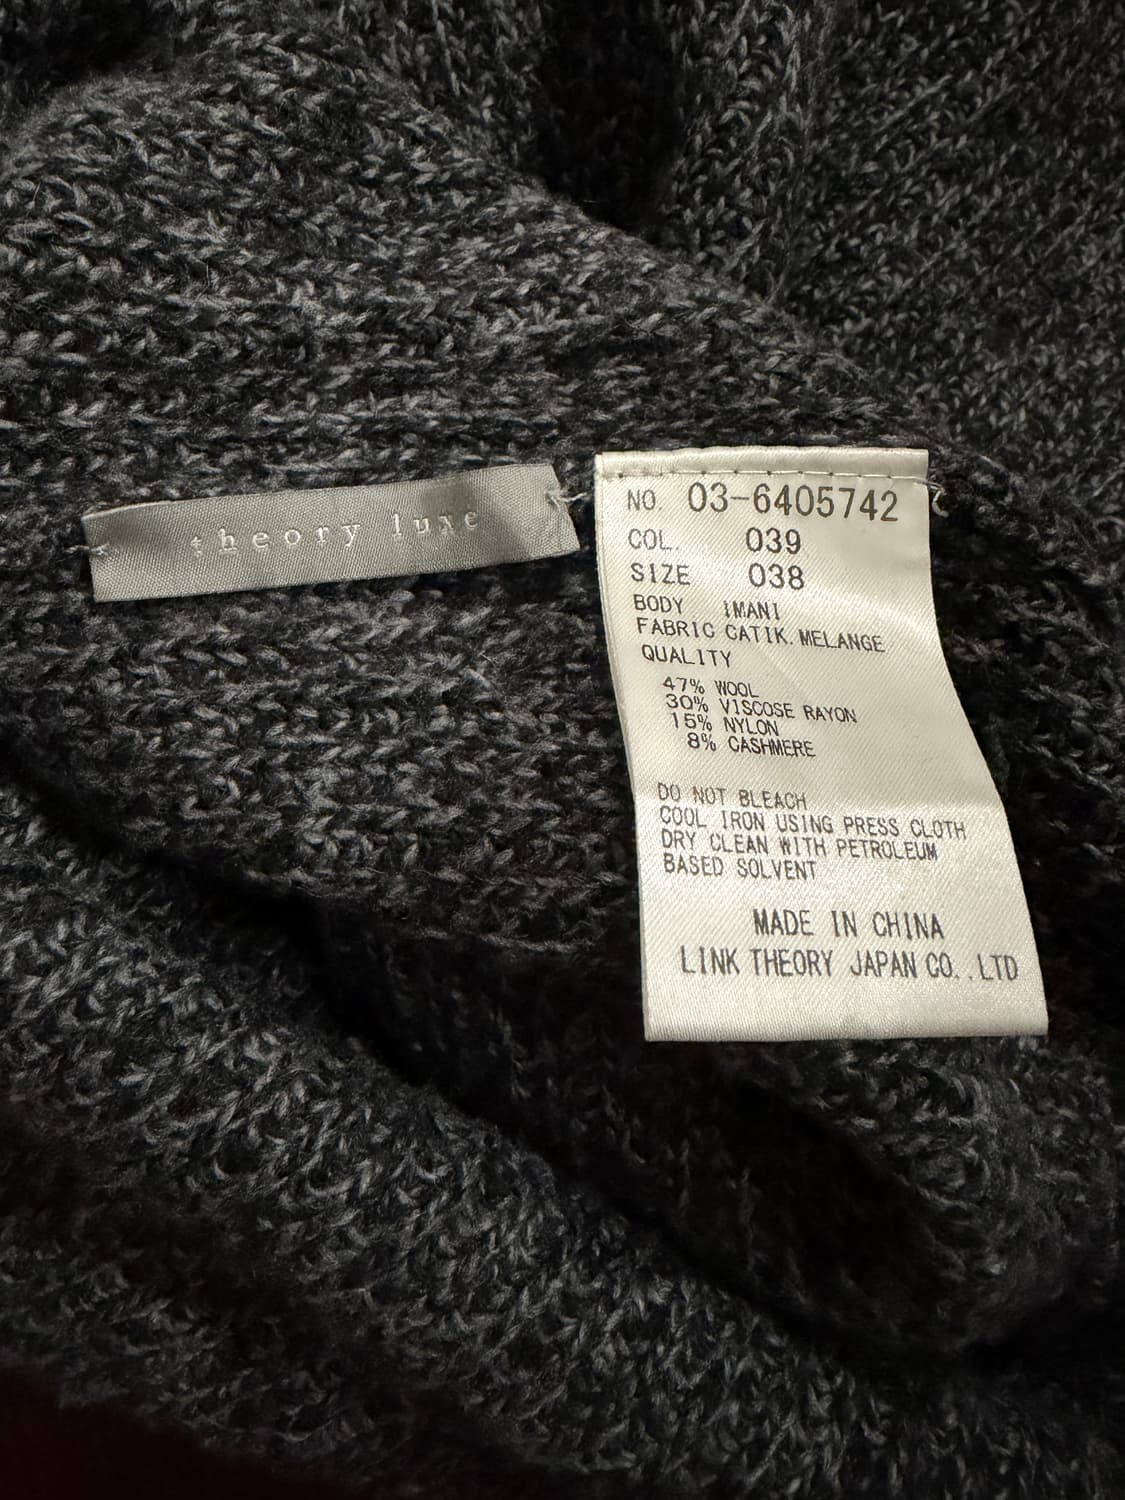 theory luxe
NO. 03-6405742
COL. 039
SIZE 038
BODY IMANI
FABRIC CATIK.MELANGE
QUALITY
47% WOOL
30% VISCOSE RAYON
15% NYLON
8% CASHMERE
DO NOT BLEACH
COOL IRON USING PRESS CLOTH
DRY CLEAN WITH PETROLEUM
BASED SOLVENT
MADE IN CHINA
LINK THEORY JAPAN CO.,LTD